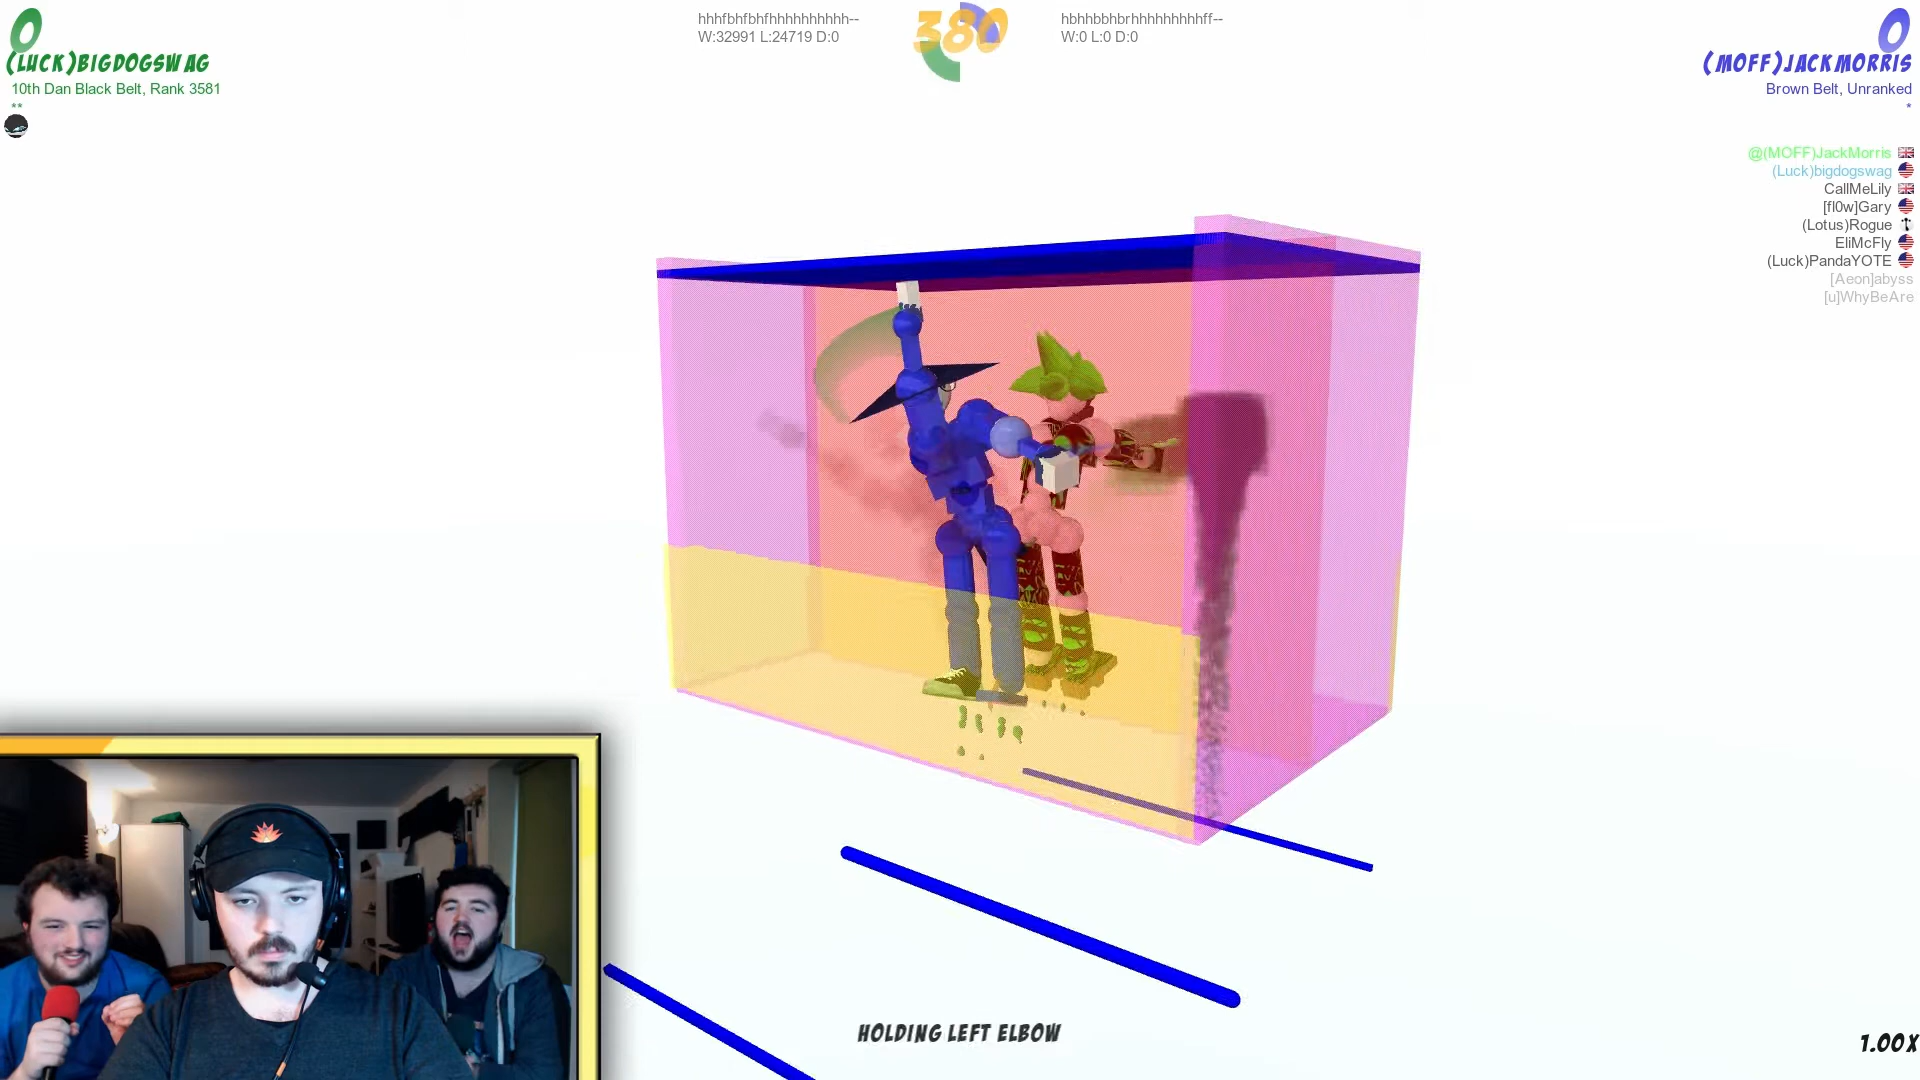 0
(LUCK)BIGDOGSWAG
10th Dan Black Belt, Rank 3581
**
hhhfbhfbhfhhhhhhhhhh--
W:32991 L:24719 D:0
380
hbhhbbhbrhhhhhhhhhff--
W:0 L:0 D:0
0
(MOFF)JACKMORRIS
Brown Belt, Unranked
*
@(MOFF)JackMorris
(Luck)bigdogswag
CallMeLily
[fl0w]Gary
(Lotus)Rogue
EliMcFly
(Luck)PandaYOTE
[Aeon]abyss
[u]WhyBeAre
HOLDING LEFT ELBOW
1.00X